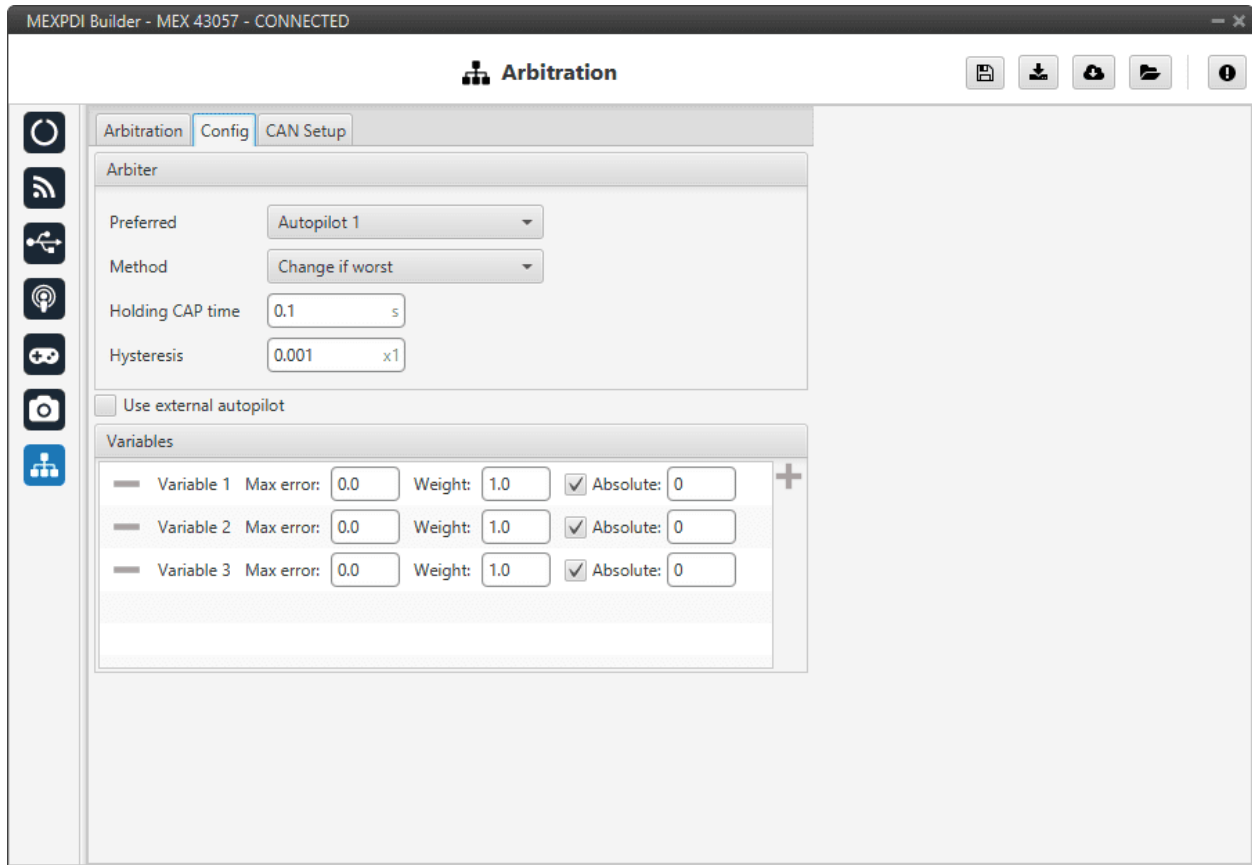 MEXPDI Builder - MEX 43057 - CONNECTED
Arbitration
Arbitration Config CAN Setup
Arbiter
Preferred Autopilot 1
Method Change if worst
Holding CAP time 0.1 s
Hysteresis 0.001 x1
Use external autopilot
Variables
Variable 1 Max error: 0.0 Weight: 1.0 Absolute: 0
Variable 2 Max error: 0.0 Weight: 1.0 Absolute: 0
Variable 3 Max error: 0.0 Weight: 1.0 Absolute: 0